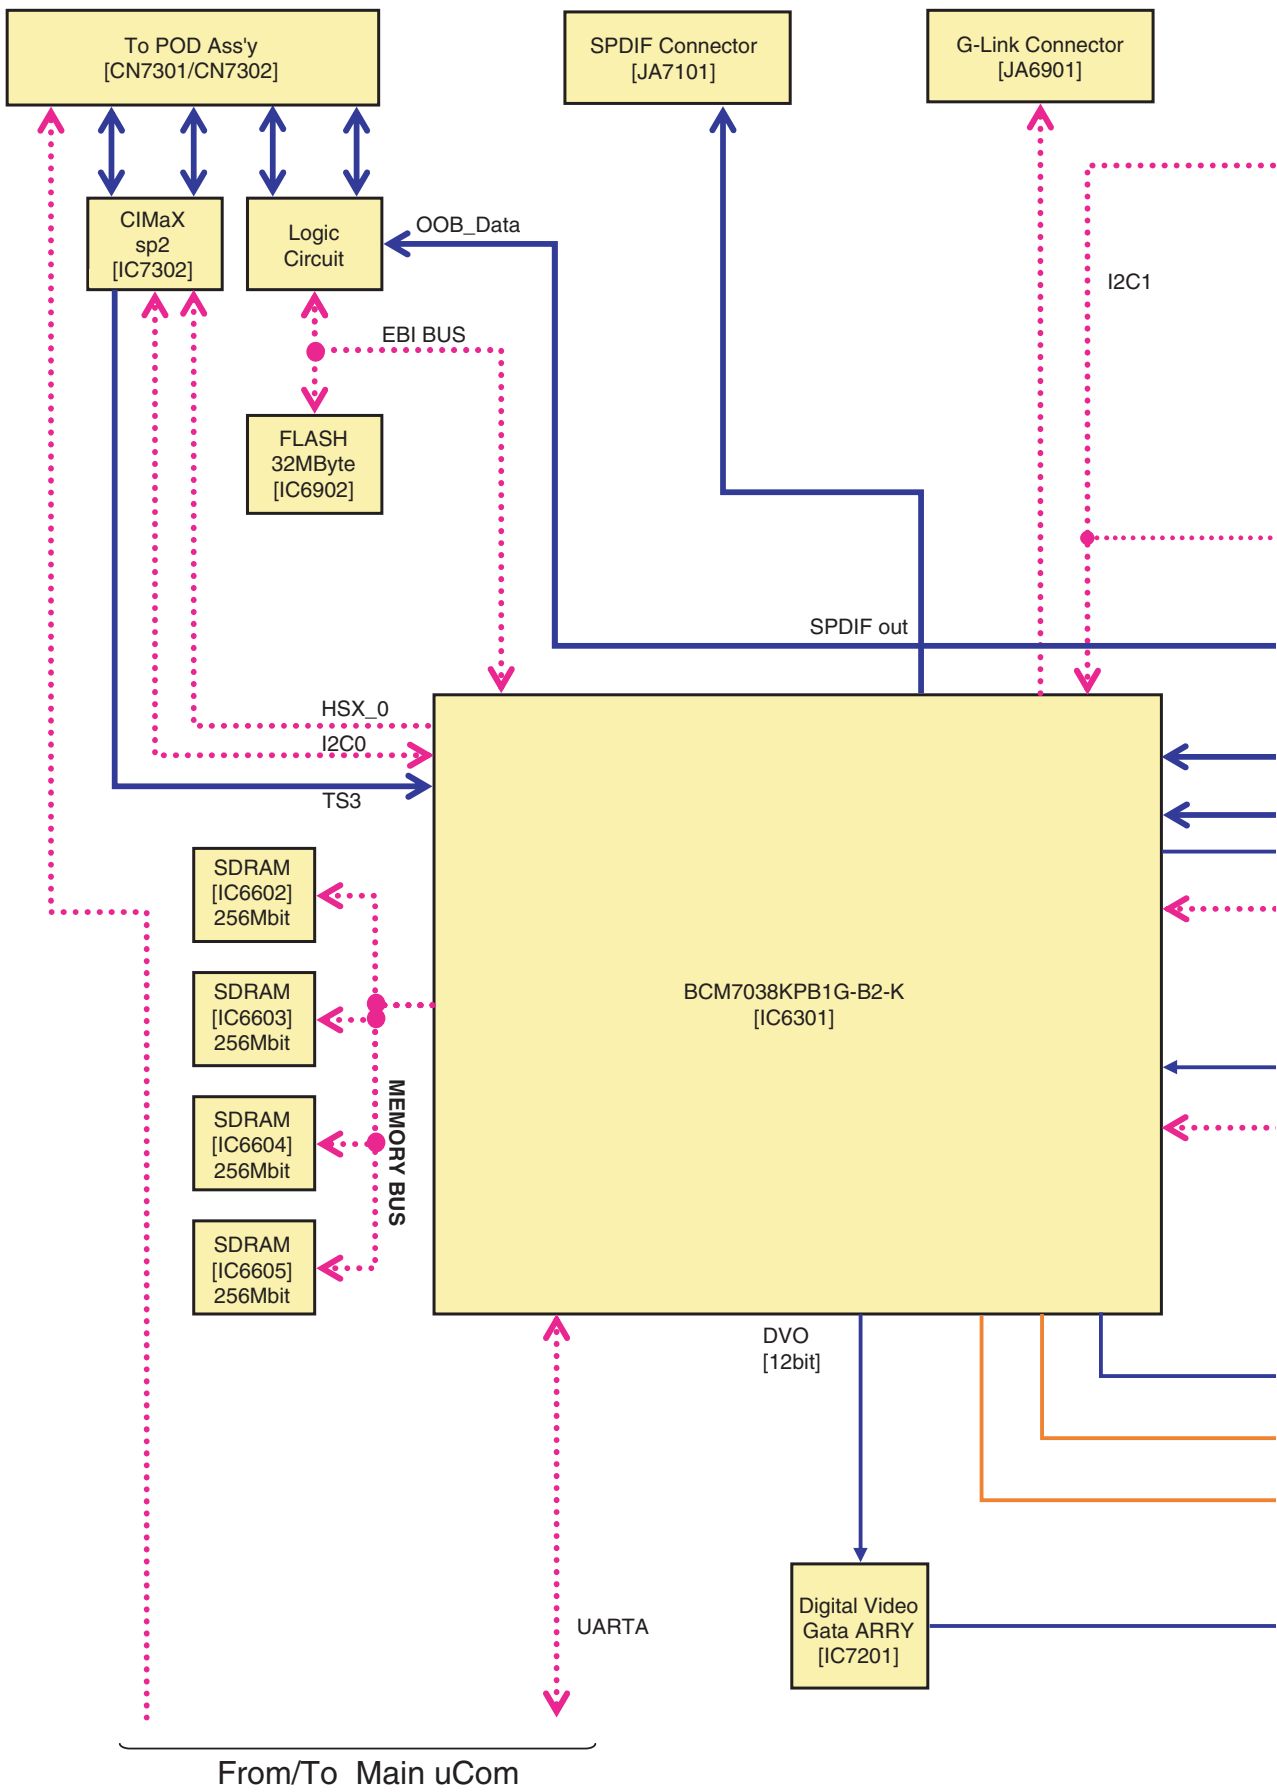 To POD Ass'y
[CN7301/CN7302]
SPDIF Connector
[JA7101]
G-Link Connector
[JA6901]
CIMaX
sp2
[IC7302]
Logic
Circuit
OOB_Data
I2C1
EBI BUS
FLASH
32MByte
[IC6902]
SPDIF out
HSX_0
I2C0
TS3
SDRAM
[IC6602]
256Mbit
SDRAM
[IC6603]
256Mbit
SDRAM
[IC6604]
256Mbit
SDRAM
[IC6605]
256Mbit
MEMORY BUS
BCM7038KPB1G-B2-K
[IC6301]
DVO
[12bit]
Digital Video
Gata ARRY
[IC7201]
UARTA
From/To Main uCom